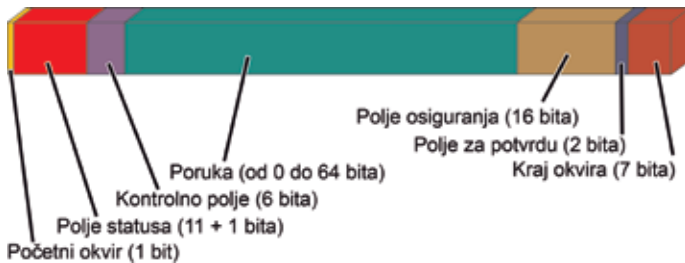 Polje osiguranja (16 bita)
Polje za potvrdu (2 bita)
Kraj okvira (7 bita)
Poruka (od 0 do 64 bita)
Kontrolno polje (6 bita)
Polje statusa (11 + 1 bita)
Početni okvir (1 bit)